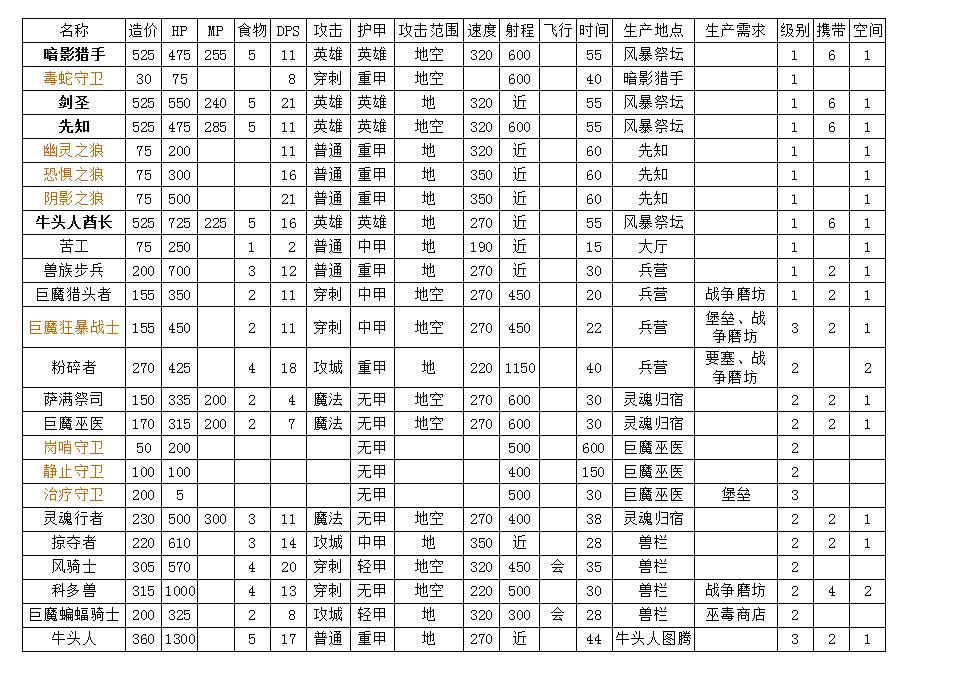 名称 造价 HP MP 食物 DPS 攻击 护甲 攻击范围 速度 射程 飞行 时间 生产地点 生产需求 级别 携带 空间
暗影猎手 525 475 255 5 11 英雄 英雄 地空 320 600 55 风暴祭坛 1 6 1
毒蛇守卫 30 75 8 穿刺 重甲 地空 600 40 暗影猎手 1
剑圣 525 550 240 5 21 英雄 英雄 地 320 近 55 风暴祭坛 1 6 1
先知 525 475 285 5 11 英雄 英雄 地空 320 600 55 风暴祭坛 1 6 1
幽灵之狼 75 200 11 普通 重甲 地 320 近 60 先知 1 1
恐惧之狼 75 300 16 普通 重甲 地 350 近 60 先知 1 1
阴影之狼 75 500 21 普通 重甲 地 350 近 60 先知 1 1
牛头人酋长 525 725 225 5 16 英雄 英雄 地 270 近 55 风暴祭坛 1 6 1
苦工 75 250 1 2 普通 中甲 地 190 近 15 大厅 1 1
兽族步兵 200 700 3 12 普通 重甲 地 270 近 30 兵营 1 2 1
巨魔猎头者 155 350 2 11 穿刺 中甲 地空 270 450 20 兵营 战争磨坊 1 2 1
巨魔狂暴战士 155 450 2 11 穿刺 中甲 地空 270 450 22 兵营 堡垒、战 3 2 1
争磨坊
粉碎者 270 425 4 18 攻城 重甲 地 220 1150 40 兵营 要塞、战 2 2
争磨坊
萨满祭司 150 335 200 2 4 魔法 无甲 地空 270 600 30 灵魂归宿 2 2 1
巨魔巫医 170 315 200 2 7 魔法 无甲 地空 270 600 30 灵魂归宿 2 2 1
岗哨守卫 50 200 无甲 500 600 巨魔巫医 2
静止守卫 100 100 无甲 400 150 巨魔巫医 2
治疗守卫 200 5 无甲 500 30 巨魔巫医 堡垒 3
灵魂行者 230 500 300 3 11 魔法 无甲 地空 270 400 38 灵魂归宿 2 2 1
掠夺者 220 610 3 14 攻城 中甲 地 350 近 28 兽栏 2 2 1
风骑士 305 570 4 20 穿刺 轻甲 地空 320 450 会 35 兽栏 2
科多兽 315 1000 4 13 穿刺 无甲 地空 220 500 30 兽栏 战争磨坊 2 4 2
巨魔蝙蝠骑士 200 325 2 8 攻城 轻甲 地 320 300 会 28 兽栏 巫毒商店 2
牛头人 360 1300 5 17 普通 重甲 地 270 近 44 牛头人图腾 3 2 1